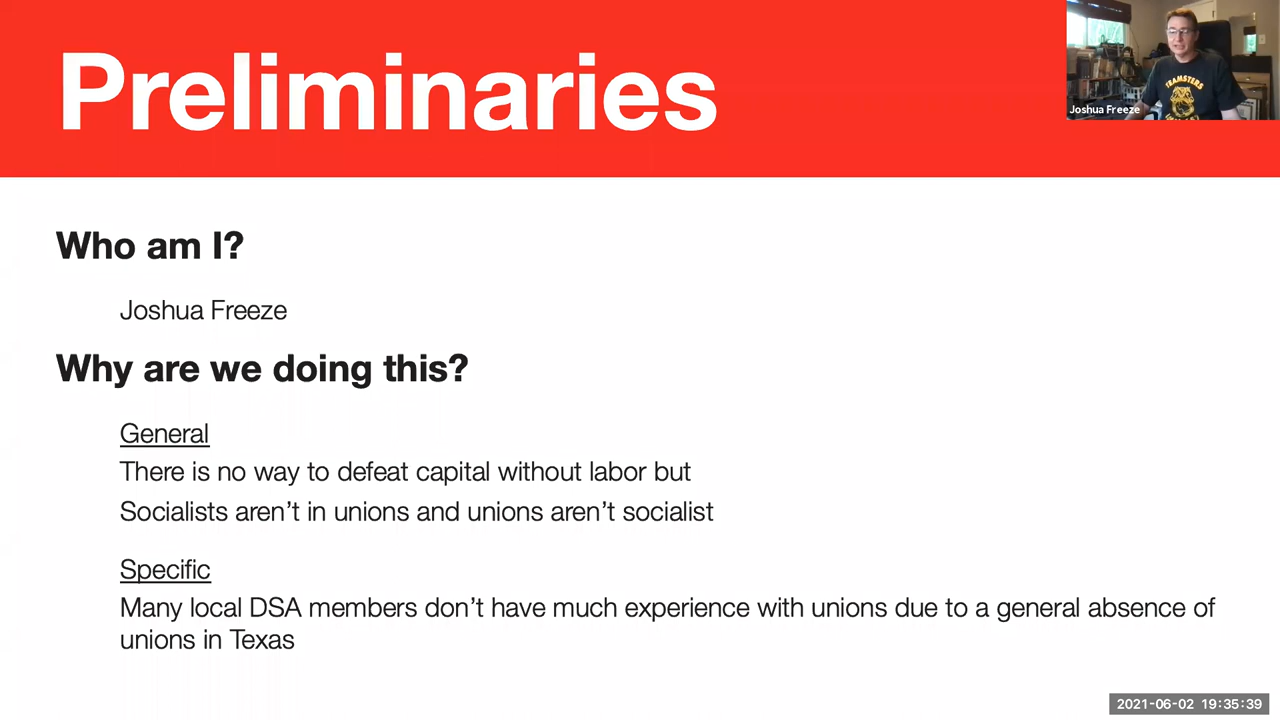 Preliminaries
TEAMSTERS
Joshua Freeze
Who am I?
Joshua Freeze
Why are we doing this?
General
There is no way to defeat capital without labor but
Socialists aren’t in unions and unions aren’t socialist
Specific
Many local DSA members don’t have much experience with unions due to a general absence of
unions in Texas
2021-06-02 19:35:39